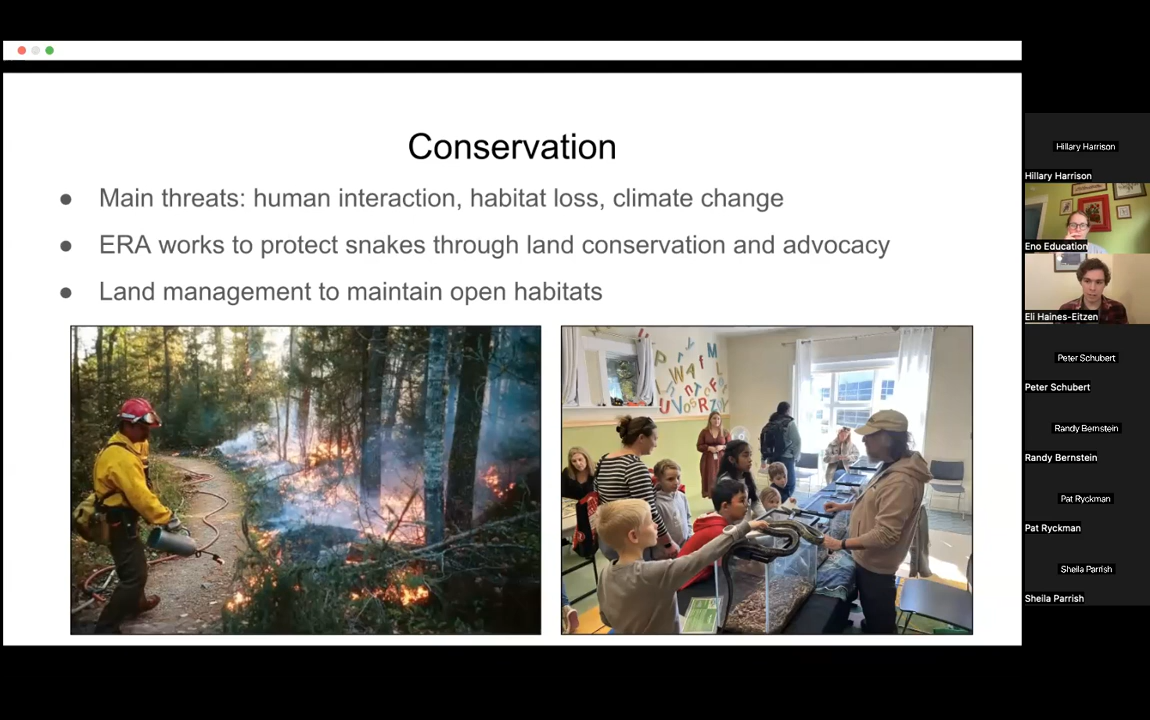 Conservation
● Main threats: human interaction, habitat loss, climate change
● ERA works to protect snakes through land conservation and advocacy
● Land management to maintain open habitats
Hillary Harrison
Hillary Harrison
Eno Education
Eli Haines-Eitzen
Peter Schubert
Peter Schubert
Randy Bernstein
Randy Bernstein
Pat Ryckman
Pat Ryckman
Sheila Parrish
Sheila Parrish